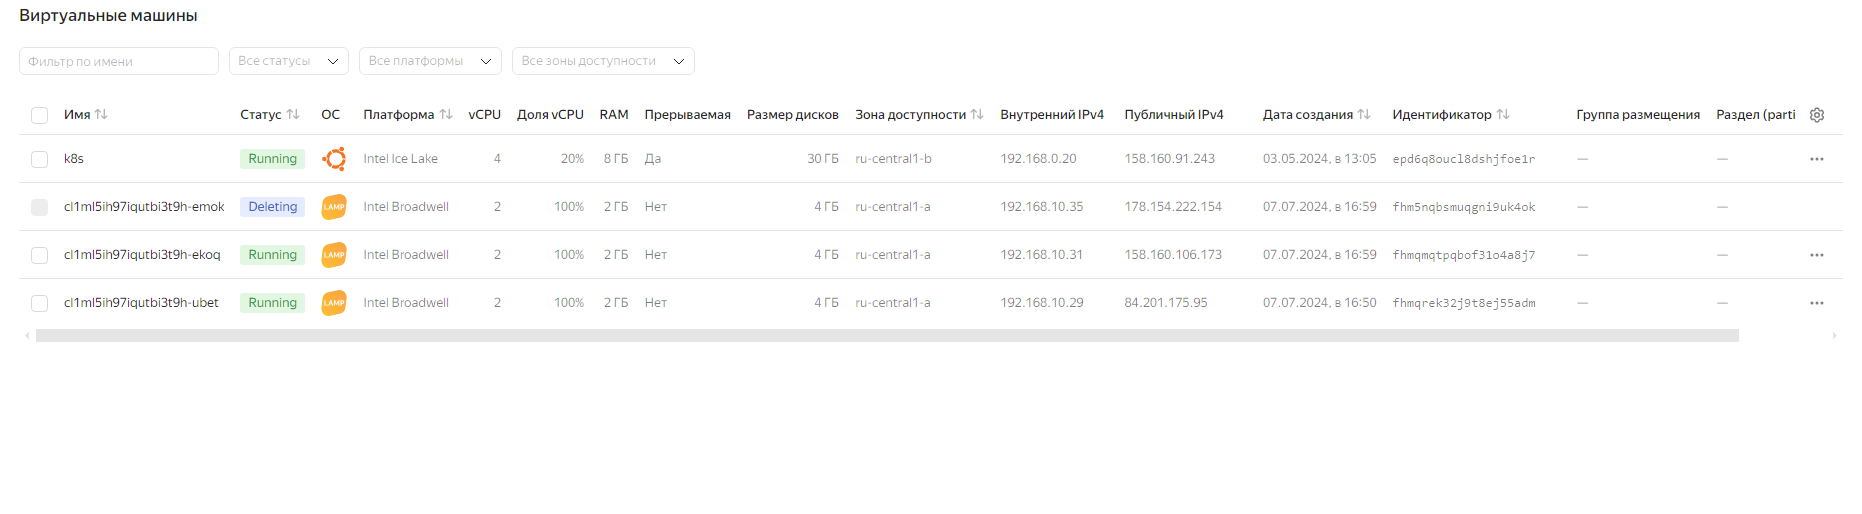 Виртуальные машины
Фильтр по имени Все статусы Все платформы Все зоны доступности
Имя Статус ОС Платформа vCPU Доля vCPU RAM Прерываемая Размер дисков Зона доступности Внутренний IPv4 Публичный IPv4 Дата создания Идентификатор Группа размещения Раздел (parti
k8s Running Intel Ice Lake 4 20% 8 ГБ Да 30 ГБ ru-central1-b 192.168.0.20 158.160.91.243 03.05.2024, в 13:05 epd6q8oucl8dshjfoe1r — —
cl1ml5ih97iqutbi3t9h-emok Deleting LAMP Intel Broadwell 2 100% 2 ГБ Нет 4 ГБ ru-central1-a 192.168.10.35 178.154.222.154 07.07.2024, в 16:59 fhm5nqbsmuqgni9uk4ok — —
cl1ml5ih97iqutbi3t9h-ekoq Running LAMP Intel Broadwell 2 100% 2 ГБ Нет 4 ГБ ru-central1-a 192.168.10.31 158.160.106.173 07.07.2024, в 16:59 fhmqmqtpqbof31o4a8j7 — —
cl1ml5ih97iqutbi3t9h-ubet Running LAMP Intel Broadwell 2 100% 2 ГБ Нет 4 ГБ ru-central1-a 192.168.10.29 84.201.175.95 07.07.2024, в 16:50 fhmqrek32j9t8ej55adm — —